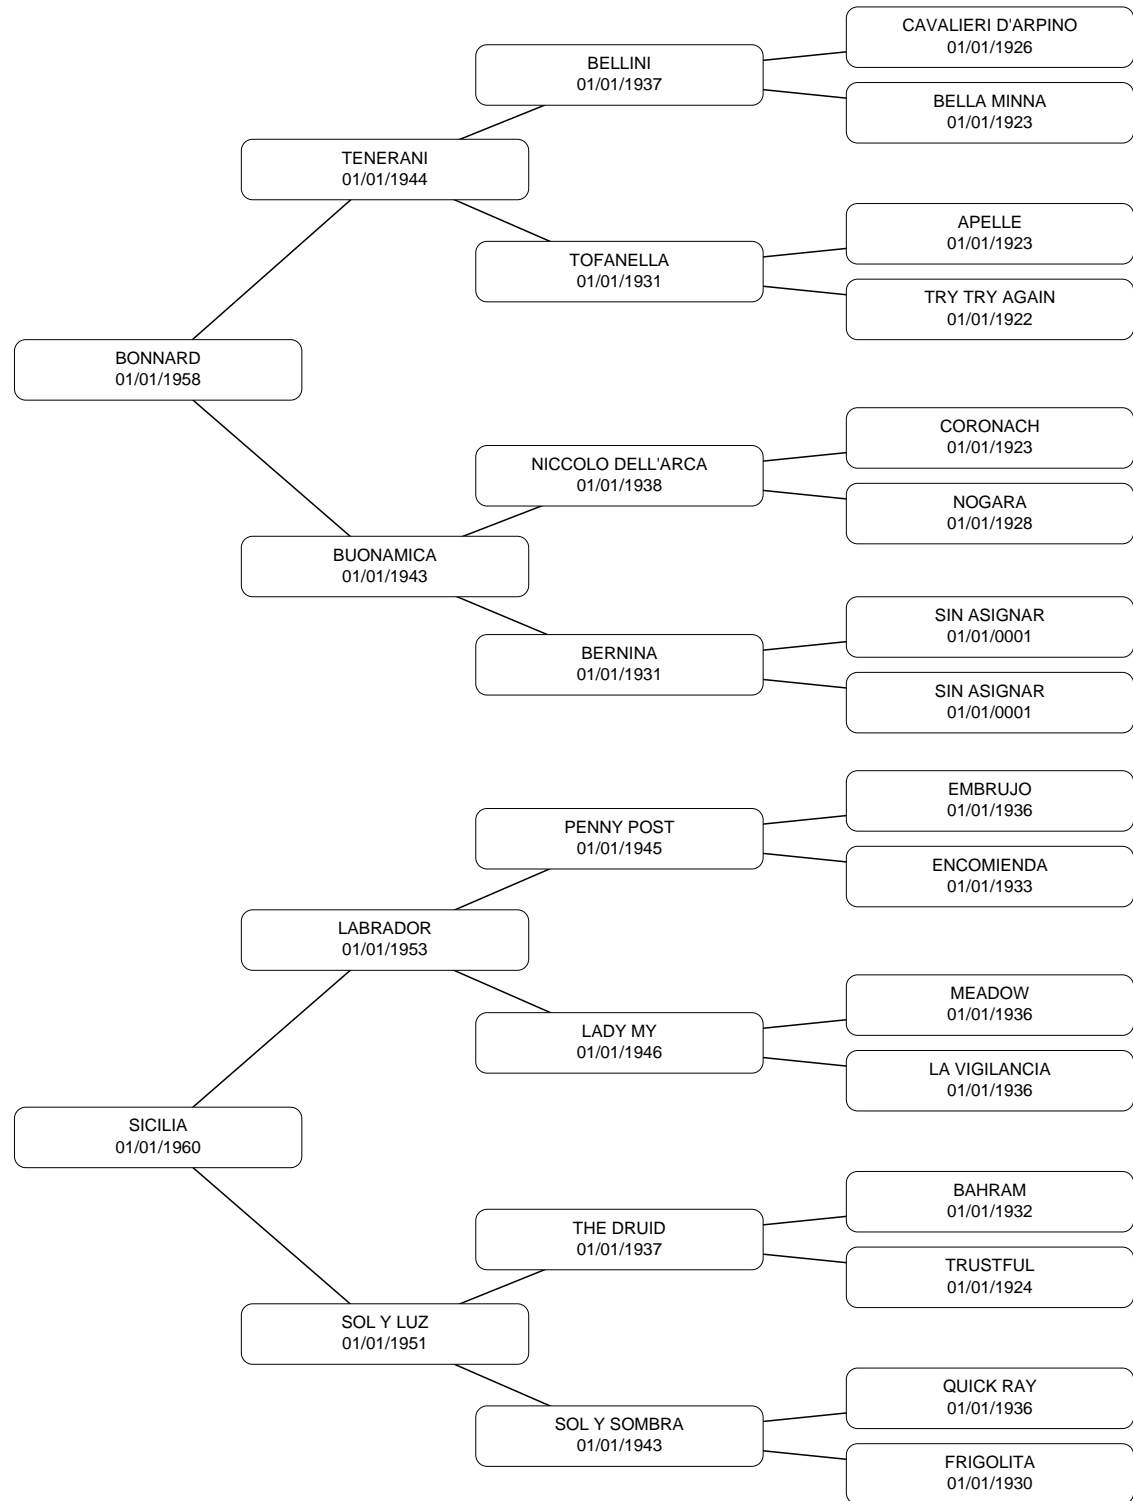 CAVALIERI D'ARPINO
01/01/1926
BELLINI
01/01/1937
BELLA MINNA
01/01/1923
TENERANI
01/01/1944
APELLE
01/01/1923
TOFANELLA
01/01/1931
TRY TRY AGAIN
01/01/1922
BONNARD
01/01/1958
CORONACH
01/01/1923
NICCOLO DELL'ARCA
01/01/1938
NOGARA
01/01/1928
BUONAMICA
01/01/1943
SIN ASIGNAR
01/01/0001
BERNINA
01/01/1931
SIN ASIGNAR
01/01/0001
EMBRUJO
01/01/1936
PENNY POST
01/01/1945
ENCOMIENDA
01/01/1933
LABRADOR
01/01/1953
MEADOW
01/01/1936
LADY MY
01/01/1946
LA VIGILANCIA
01/01/1936
SICILIA
01/01/1960
BAHRAM
01/01/1932
THE DRUID
01/01/1937
TRUSTFUL
01/01/1924
SOL Y LUZ
01/01/1951
QUICK RAY
01/01/1936
SOL Y SOMBRA
01/01/1943
FRIGOLITA
01/01/1930